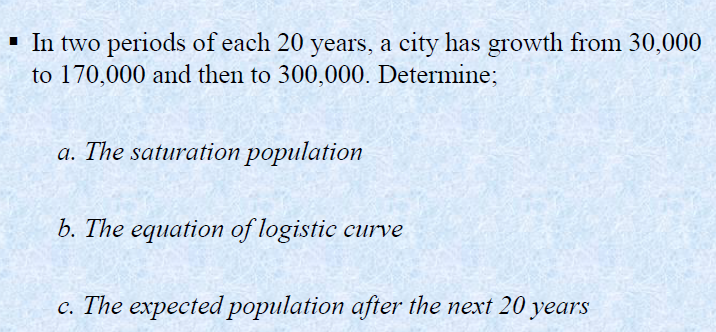 ▪ In two periods of each 20 years, a city has growth from 30,000
to 170,000 and then to 300,000. Determine;
a. The saturation population
b. The equation of logistic curve
c. The expected population after the next 20 years